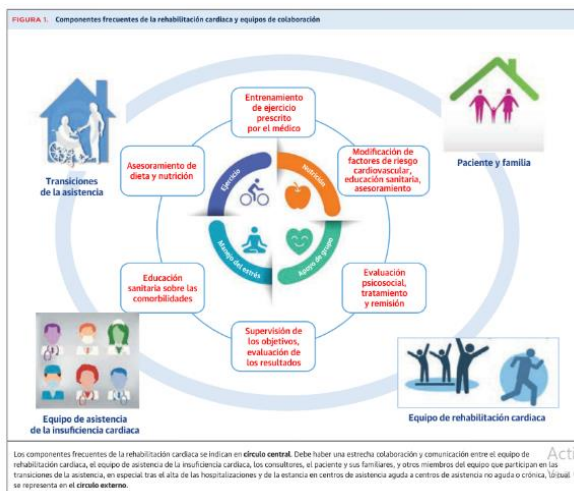 FIGURA 1. Componentes frecuentes de la rehabilitación cardiaca y equipos de colaboración
Entrenamiento
de ejercicio
prescrito
por el médico
Transiciones
de la asistencia
Asesoramiento de
dieta y nutrición
Ejercicio
Nutrición
Modificación de
factores de riesgo
cardiovascular,
educación sanitaria,
asesoramiento
Paciente y familia
Manejo del estrés
Apoyo de grupo
Educación
sanitaria sobre las
comorbilidades
Evaluación
psicosocial,
tratamiento
y remisión
Supervisión de
los objetivos,
evaluación de
los resultados
Equipo de asistencia
de la insuficiencia cardiaca
Equipo de rehabilitación cardiaca
Los componentes frecuentes de la rehabilitación cardiaca se indican en círculo central. Debe haber una estrecha colaboración y comunicación entre el equipo de
rehabilitación cardiaca, el equipo de asistencia de la insuficiencia cardiaca, los consultores, el paciente y sus familiares, y otros miembros del equipo que participan en las
transiciones de la asistencia, en especial tras el alta de las hospitalizaciones y de la estancia en centros de asistencia aguda a centros de asistencia no aguda o crónica, lo cual
se representa en el círculo externo.
Acti